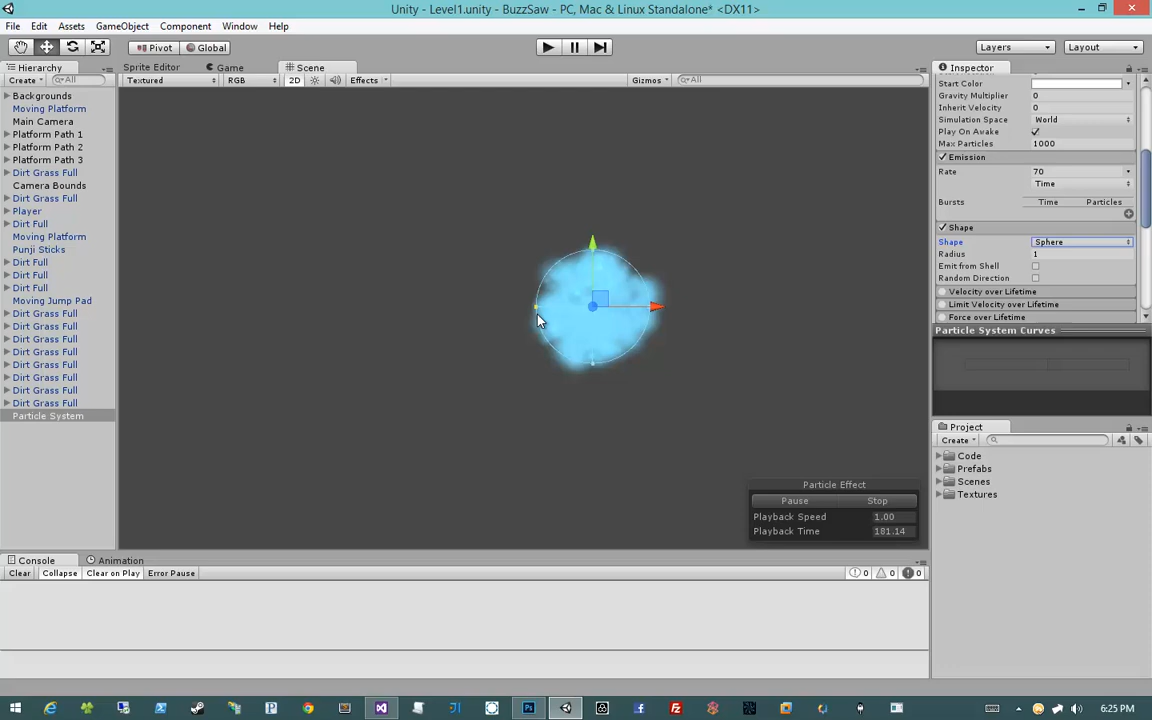 Unity - Level1.unity - BuzzSaw - PC, Mac & Linux Standalone* <DX11>
File Edit Assets GameObject Component Window Help
Pivot Global Layers Layout
Hierarchy Sprite Editor Game Scene Inspector
Create All Textured RGB 2D Effects Gizmos All
Backgrounds
Moving Platform
Main Camera
Platform Path 1
Platform Path 2
Platform Path 3
Dirt Grass Full
Camera Bounds
Dirt Grass Full
Player
Dirt Full
Moving Platform
Punji Sticks
Dirt Full
Dirt Full
Dirt Full
Moving Jump Pad
Dirt Grass Full
Dirt Grass Full
Dirt Grass Full
Dirt Grass Full
Dirt Grass Full
Dirt Grass Full
Dirt Grass Full
Dirt Grass Full
Particle System
Start Color
Gravity Multiplier 0
Inherit Velocity 0
Simulation Space World
Play On Awake
Max Particles 1000
Emission
Rate 70
Time
Bursts Time Particles
Shape
Shape Sphere
Radius 1
Emit from Shell
Random Direction
Velocity over Lifetime
Limit Velocity over Lifetime
Force over Lifetime
Particle System Curves
Particle Effect
Pause Stop
Playback Speed 1.00
Playback Time 181.14
Project
Create
Code
Prefabs
Scenes
Textures
Console Animation
Clear Collapse Clear on Play Error Pause 0 0 0
6:25 PM